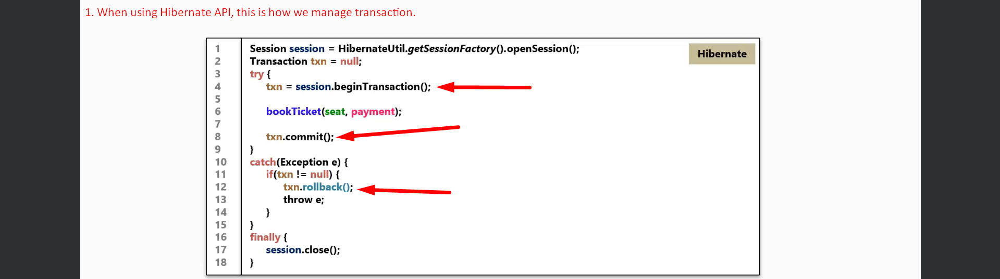 1. When using Hibernate API, this is how we manage transaction.
Hibernate
1 Session session = HibernateUtil.getSessionFactory().openSession();
2 Transaction txn = null;
3 try {
4 txn = session.beginTransaction();
5
6 bookTicket(seat, payment);
7
8 txn.commit();
9 }
10 catch(Exception e) {
11 if(txn != null) {
12 txn.rollback();
13 throw e;
14 }
15 }
16 finally {
17 session.close();
18 }